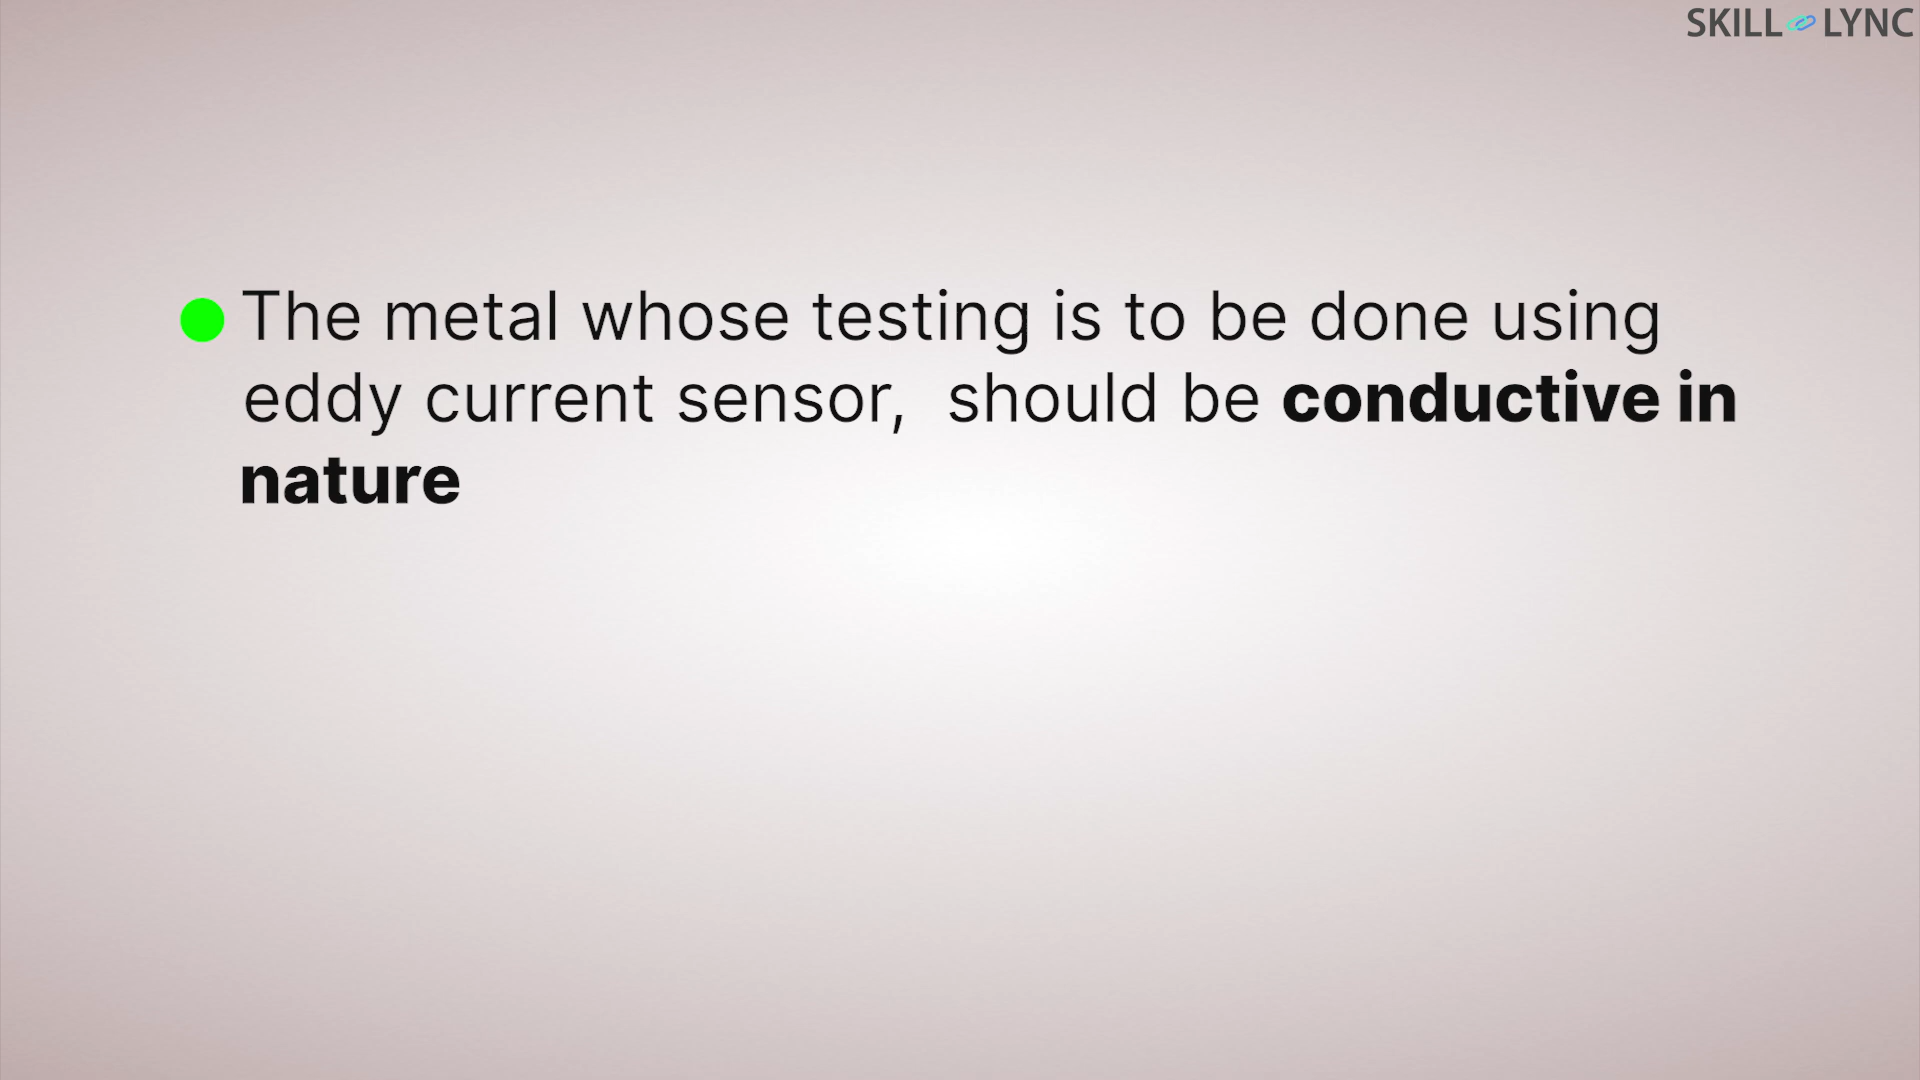 SKILL LYNC
The metal whose testing is to be done using
eddy current sensor,  should be conductive in
nature